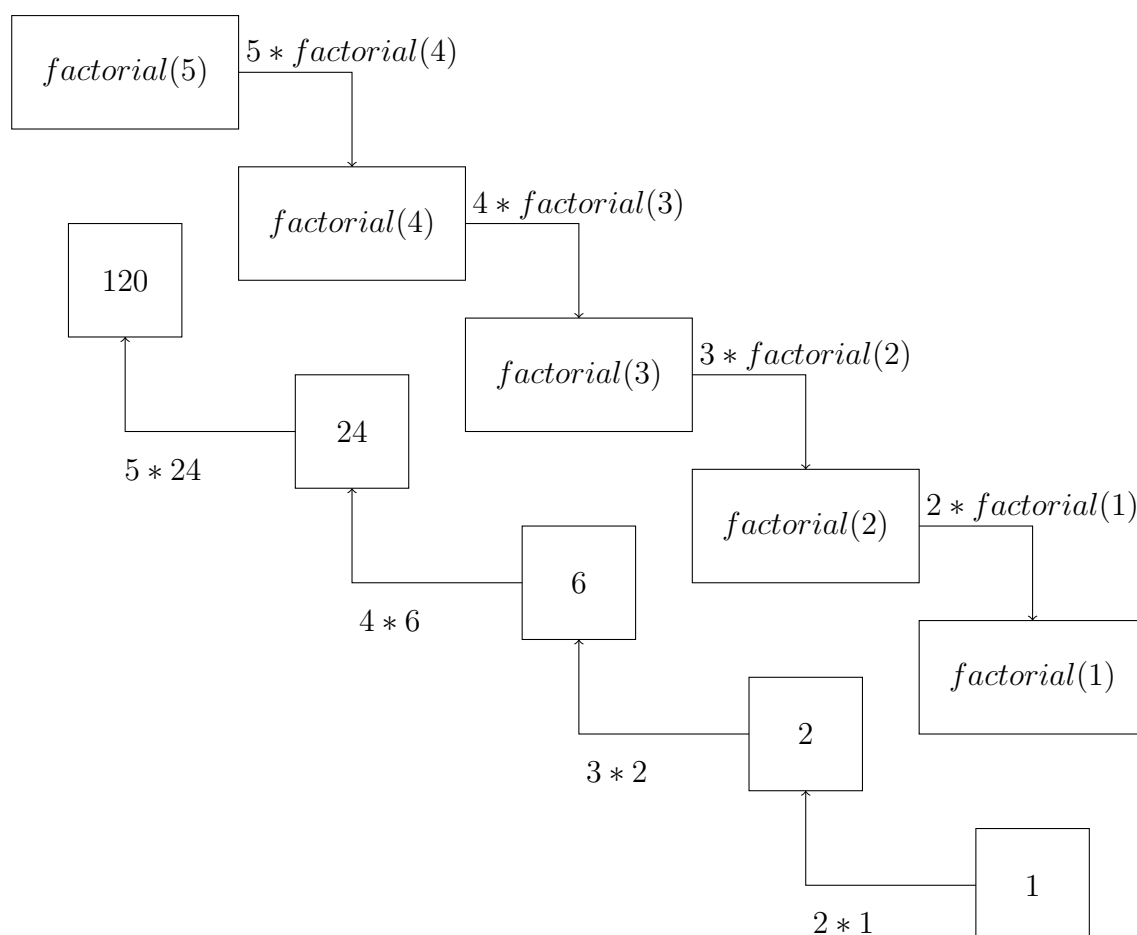 factorial(5)
5 * factorial(4)
factorial(4)
4 * factorial(3)
120
factorial(3)
3 * factorial(2)
24
5 * 24
factorial(2)
2 * factorial(1)
6
4 * 6
factorial(1)
2
3 * 2
1
2 * 1